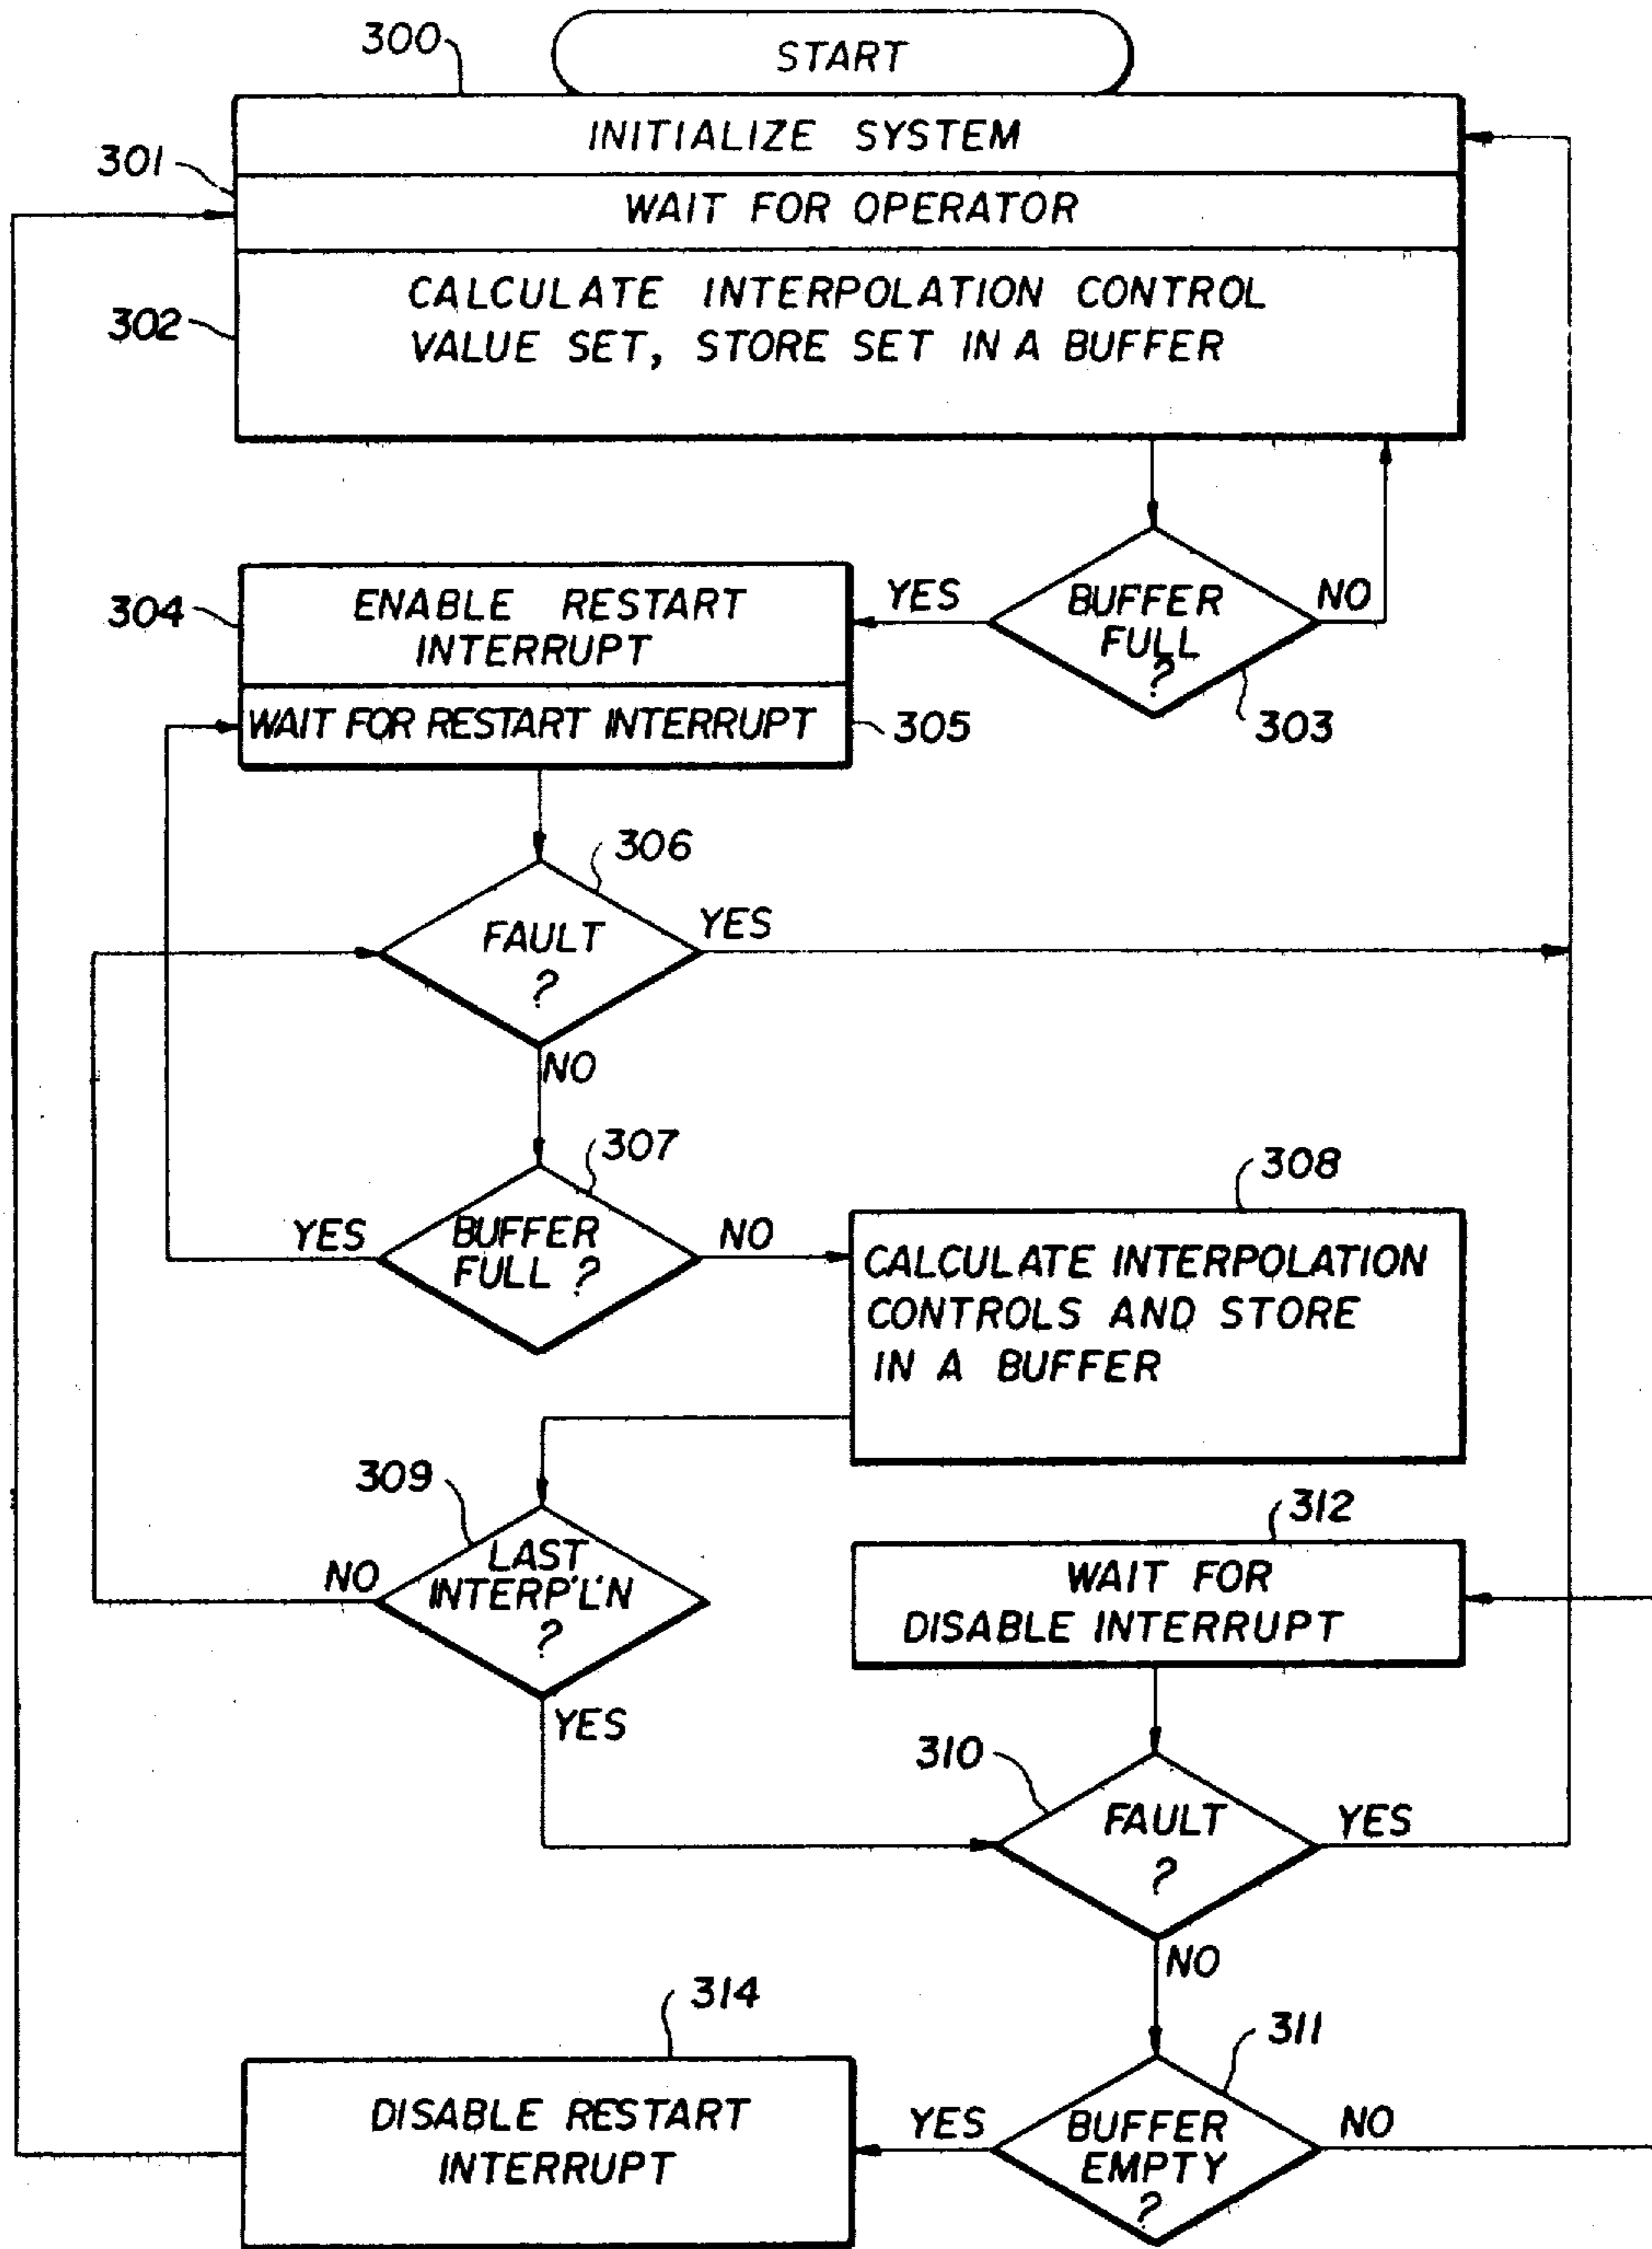 START
300
INITIALIZE SYSTEM
301
WAIT FOR OPERATOR
302
CALCULATE INTERPOLATION CONTROL
VALUE SET, STORE SET IN A BUFFER
304
ENABLE RESTART
INTERRUPT
YES
BUFFER
FULL
?
NO
303
WAIT FOR RESTART INTERRUPT
305
306
FAULT
?
YES
NO
307
YES
BUFFER
FULL ?
NO
308
CALCULATE INTERPOLATION
CONTROLS AND STORE
IN A BUFFER
309
NO
LAST
INTERP'L'N
?
YES
312
WAIT FOR
DISABLE INTERRUPT
310
FAULT
?
YES
NO
314
DISABLE RESTART
INTERRUPT
YES
311
BUFFER
EMPTY
?
NO